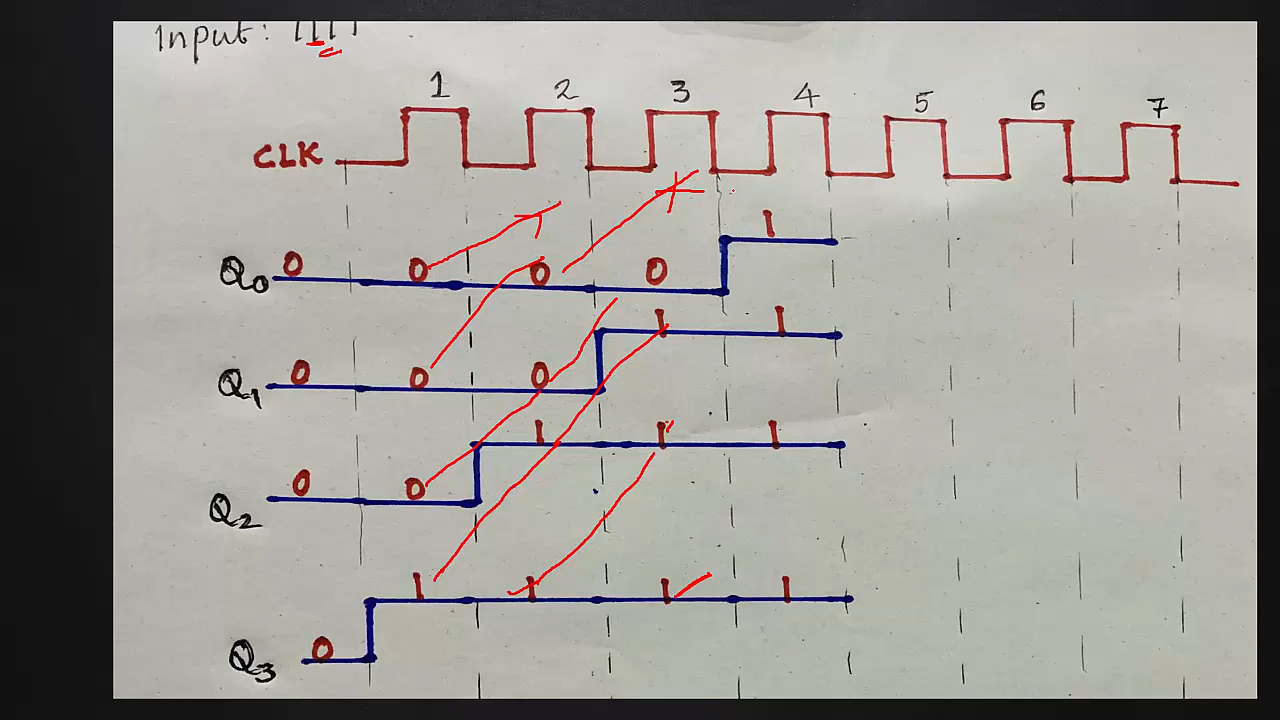 Input: 1111
1 2 3 4 5 6 7
CLK
Q0 0 0 0 0 1
Q1 0 0 0 1 1
Q2 0 0 1 1 1
Q3 0 1 1 1 1